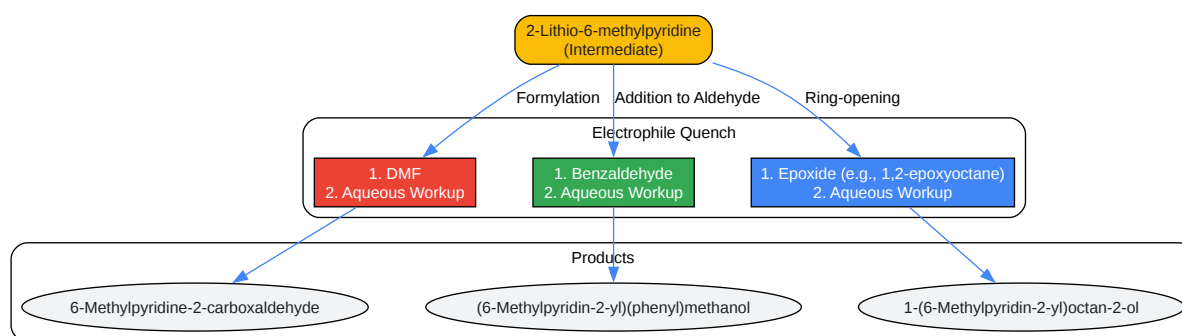 2-Lithio-6-methylpyridine
(Intermediate)
Formylation
Addition to Aldehyde
Ring-opening
Electrophile Quench
1. DMF
2. Aqueous Workup
1. Benzaldehyde
2. Aqueous Workup
1. Epoxide (e.g., 1,2-epoxyoctane)
2. Aqueous Workup
Products
6-Methylpyridine-2-carboxaldehyde
(6-Methylpyridin-2-yl)(phenyl)methanol
1-(6-Methylpyridin-2-yl)octan-2-ol